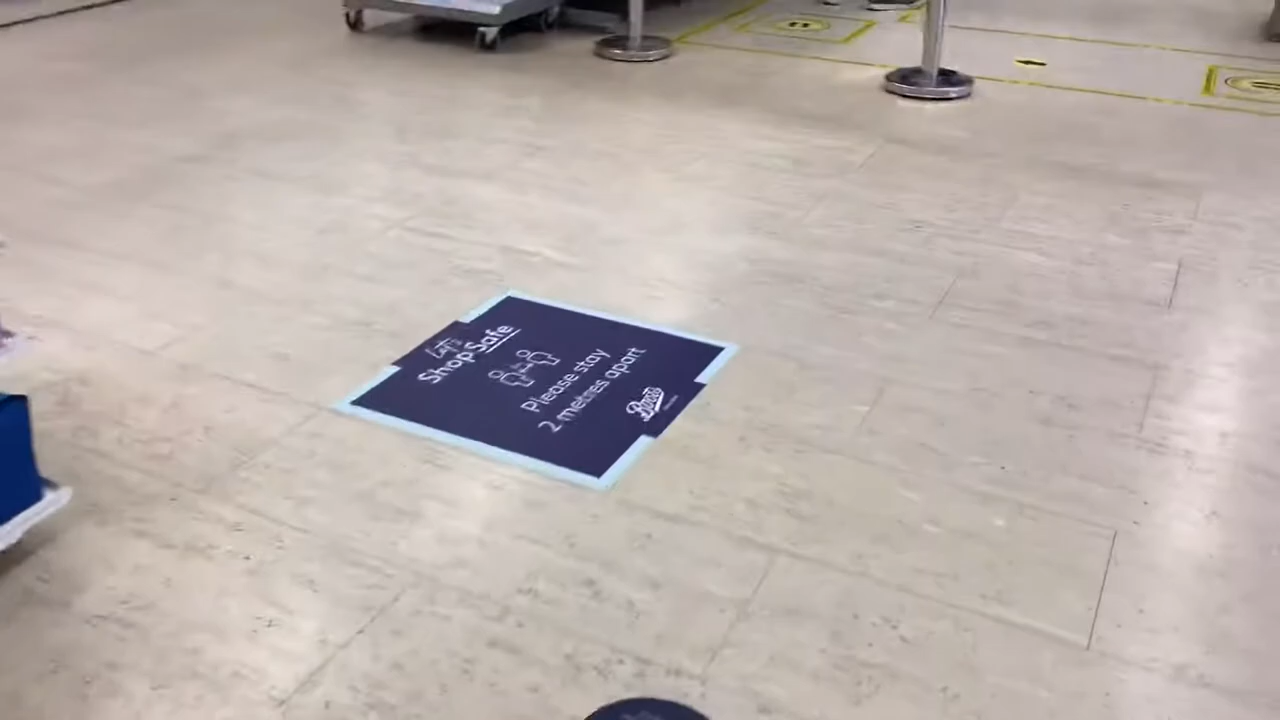 Let's
ShopSafe
Please stay
2 metres apart
Boots